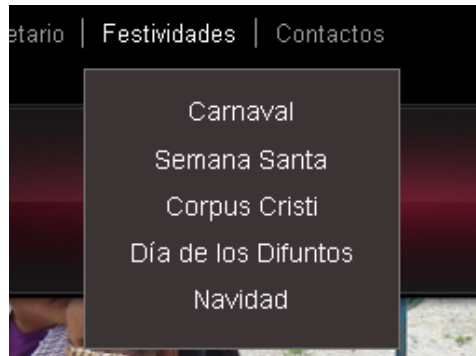 etario | Festividades | Contactos
Carnaval
Semana Santa
Corpus Cristi
Día de los Difuntos
Navidad